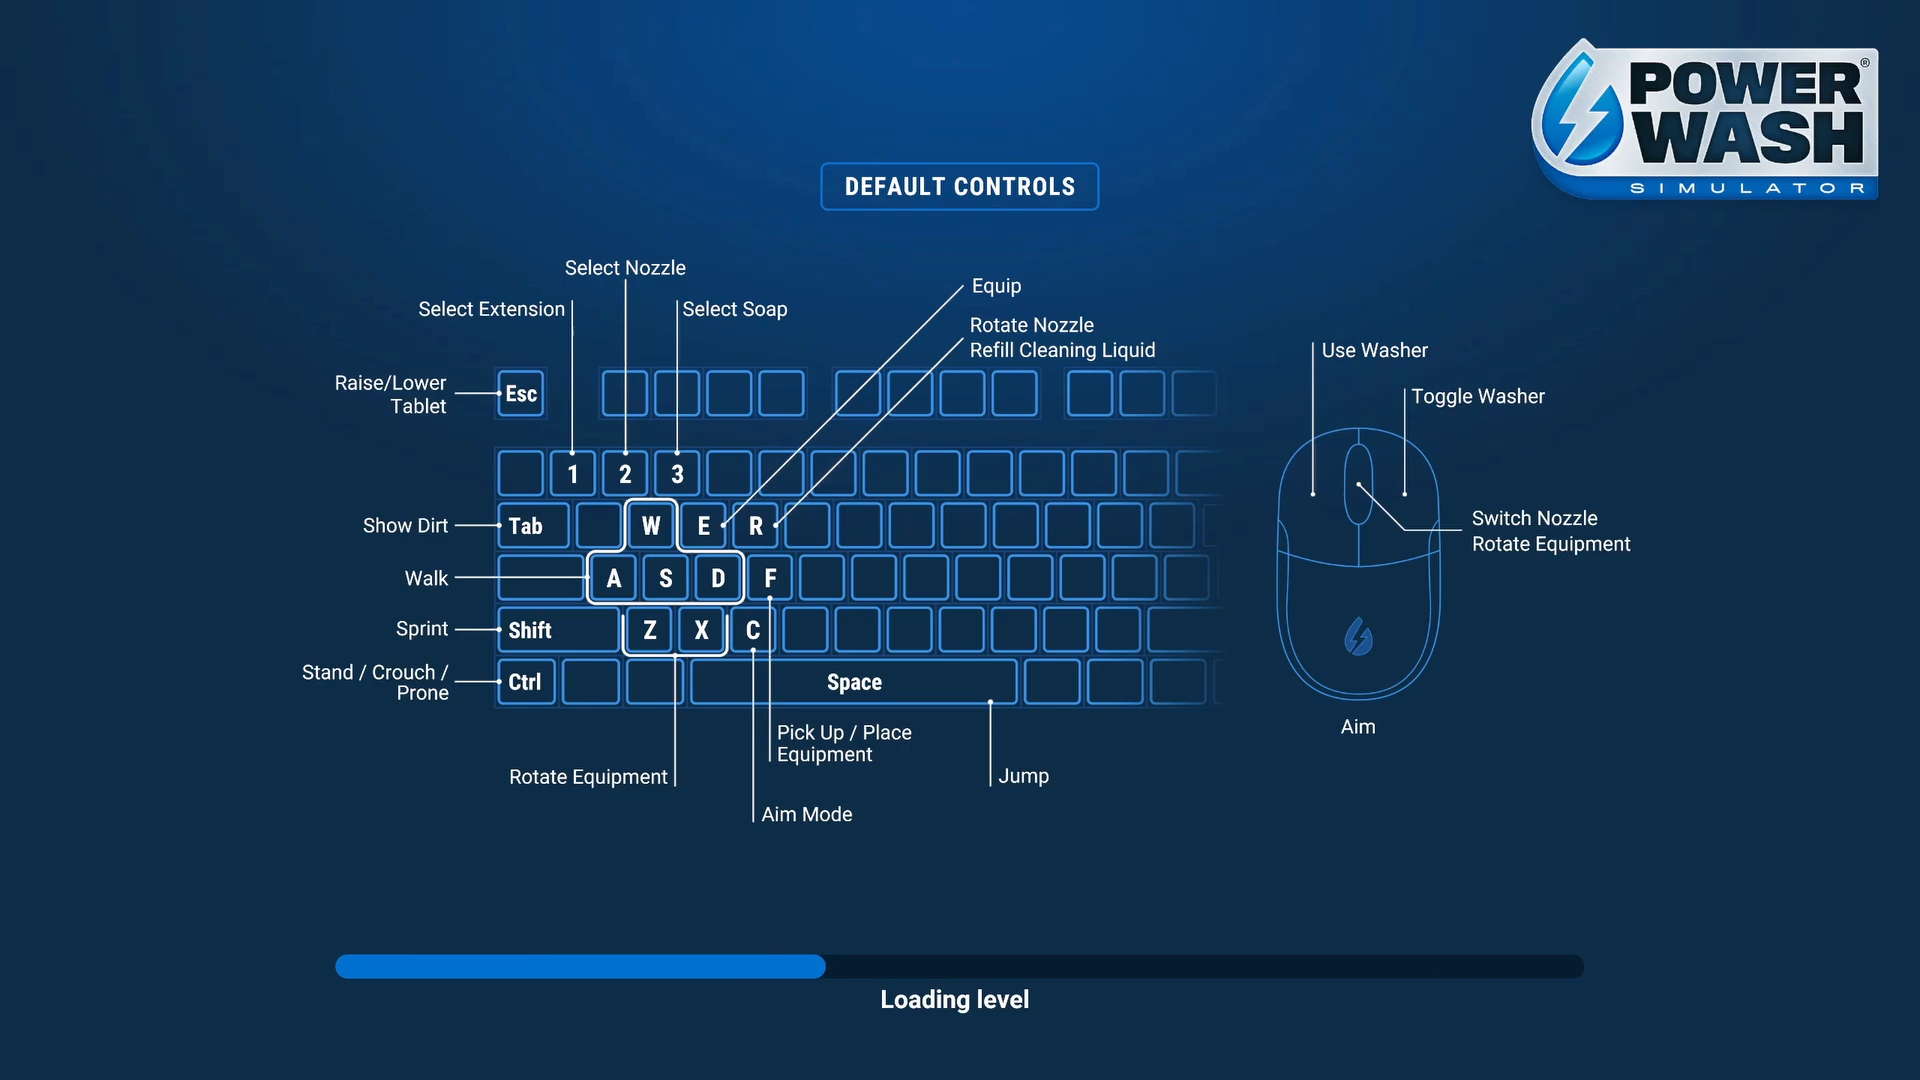 POWER®
WASH
SIMULATOR
DEFAULT CONTROLS
Select Nozzle
Select Extension
Select Soap
Equip
Rotate Nozzle
Refill Cleaning Liquid
Use Washer
Toggle Washer
Raise/Lower
Tablet
Esc
1 2 3
Show Dirt
Tab W E R
Switch Nozzle
Rotate Equipment
Walk
A S D F
Sprint
Shift Z X C
Stand / Crouch /
Prone
Ctrl Space
Aim
Pick Up / Place
Equipment
Rotate Equipment
Jump
Aim Mode
Loading level